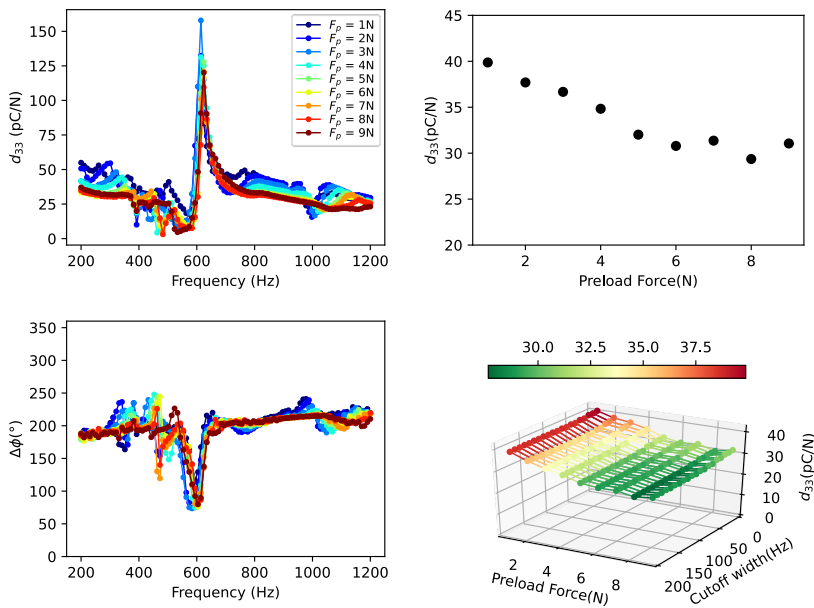 150
125
100
75
50
25
0
d33 (pC/N)
200 400 600 800 1000 1200
Frequency (Hz)
Fp = 1N
Fp = 2N
Fp = 3N
Fp = 4N
Fp = 5N
Fp = 6N
Fp = 7N
Fp = 8N
Fp = 9N
45
40
35
30
25
20
d33(pC/N)
2 4 6 8
Preload Force(N)
350
300
250
200
150
100
50
0
Δϕ(°)
200 400 600 800 1000 1200
Frequency (Hz)
30.0 32.5 35.0 37.5
40
30
20
10
0
d33(pC/N)
2 4 6 8
Preload Force(N)
0
50
100
150
200
Cutoff width(Hz)